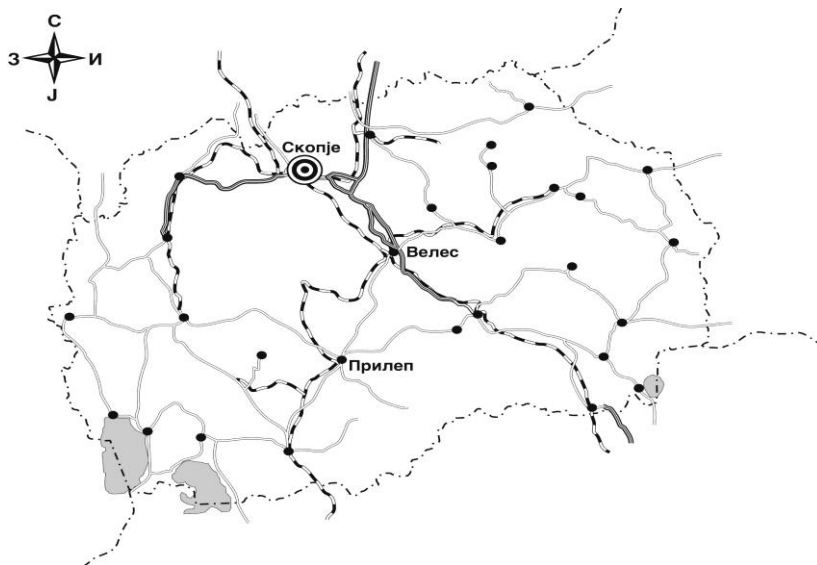 С
З И
Ј
Скопје
Велес
Прилеп